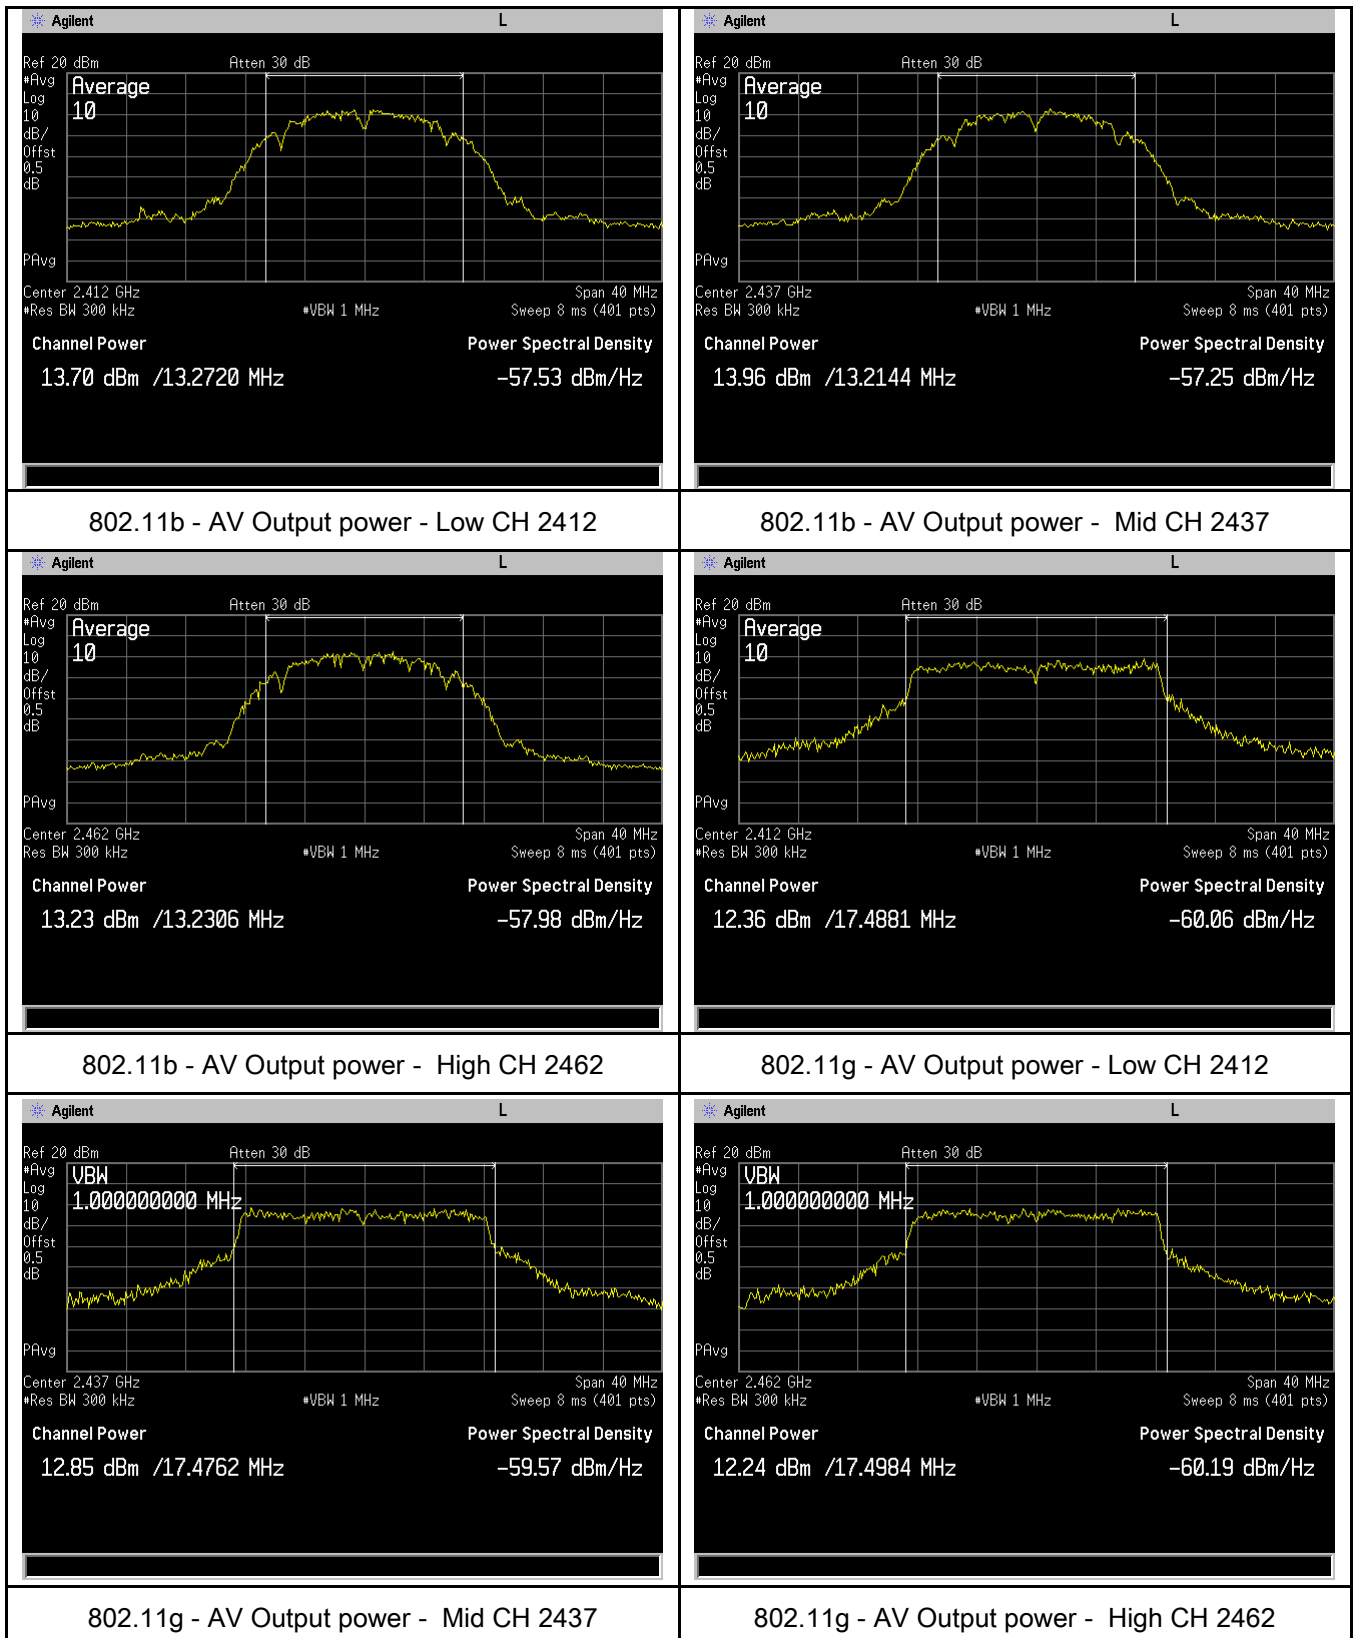 Agilent L
Ref 20 dBm Atten 30 dB
#Avg
Log
10
dB/
Offst
0.5
dB
Average
10
PAvg
Center 2.412 GHz Span 40 MHz
#Res BW 300 kHz #VBW 1 MHz Sweep 8 ms (401 pts)
Channel Power Power Spectral Density
13.70 dBm /13.2720 MHz -57.53 dBm/Hz
802.11b - AV Output power - Low CH 2412
Agilent L
Ref 20 dBm Atten 30 dB
#Avg
Log
10
dB/
Offst
0.5
dB
Average
10
PAvg
Center 2.437 GHz Span 40 MHz
Res BW 300 kHz #VBW 1 MHz Sweep 8 ms (401 pts)
Channel Power Power Spectral Density
13.96 dBm /13.2144 MHz -57.25 dBm/Hz
802.11b - AV Output power - Mid CH 2437
Agilent L
Ref 20 dBm Atten 30 dB
#Avg
Log
10
dB/
Offst
0.5
dB
Average
10
PAvg
Center 2.462 GHz Span 40 MHz
Res BW 300 kHz #VBW 1 MHz Sweep 8 ms (401 pts)
Channel Power Power Spectral Density
13.23 dBm /13.2306 MHz -57.98 dBm/Hz
802.11b - AV Output power - High CH 2462
Agilent L
Ref 20 dBm Atten 30 dB
#Avg
Log
10
dB/
Offst
0.5
dB
Average
10
PAvg
Center 2.412 GHz Span 40 MHz
#Res BW 300 kHz #VBW 1 MHz Sweep 8 ms (401 pts)
Channel Power Power Spectral Density
12.36 dBm /17.4881 MHz -60.06 dBm/Hz
802.11g - AV Output power - Low CH 2412
Agilent L
Ref 20 dBm Atten 30 dB
#Avg
Log
10
dB/
Offst
0.5
dB
VBW
1.000000000 MHz
PAvg
Center 2.437 GHz Span 40 MHz
#Res BW 300 kHz #VBW 1 MHz Sweep 8 ms (401 pts)
Channel Power Power Spectral Density
12.85 dBm /17.4762 MHz -59.57 dBm/Hz
802.11g - AV Output power - Mid CH 2437
Agilent L
Ref 20 dBm Atten 30 dB
#Avg
Log
10
dB/
Offst
0.5
dB
VBW
1.000000000 MHz
PAvg
Center 2.462 GHz Span 40 MHz
#Res BW 300 kHz #VBW 1 MHz Sweep 8 ms (401 pts)
Channel Power Power Spectral Density
12.24 dBm /17.4984 MHz -60.19 dBm/Hz
802.11g - AV Output power - High CH 2462